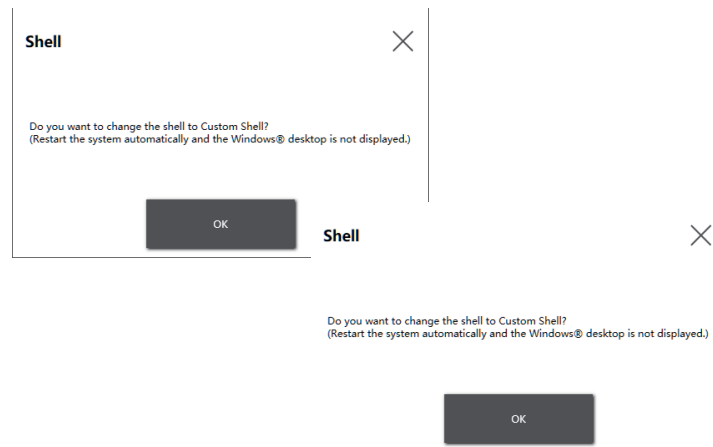 Shell
Do you want to change the shell to Custom Shell?
(Restart the system automatically and the Windows® desktop is not displayed.)
OK
Shell
Do you want to change the shell to Custom Shell?
(Restart the system automatically and the Windows® desktop is not displayed.)
OK